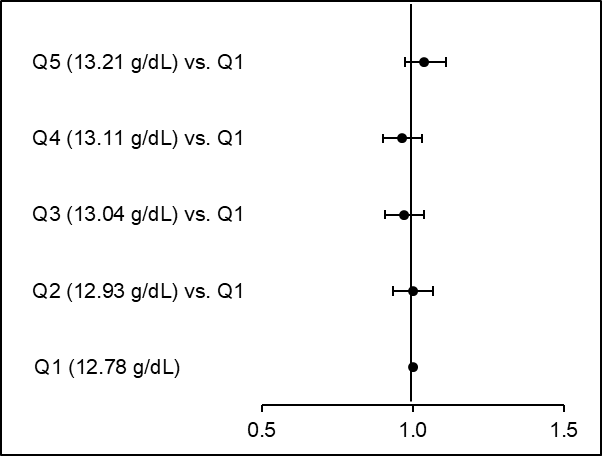 Q5 (13.21 g/dL) vs. Q1
Q4 (13.11 g/dL) vs. Q1
Q3 (13.04 g/dL) vs. Q1
Q2 (12.93 g/dL) vs. Q1
Q1 (12.78 g/dL)
0.5 1.0 1.5